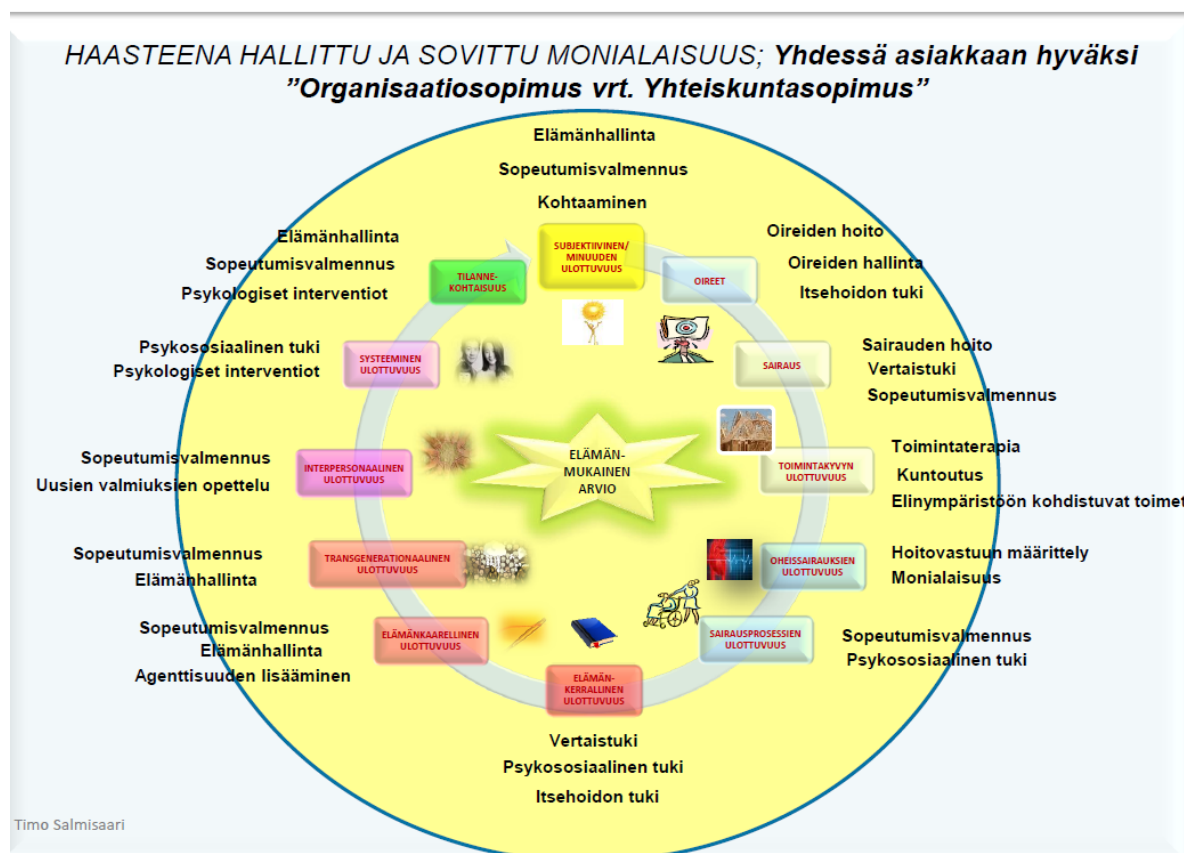 HAASTEENA HALLITTU JA SOVITTU MONIALAISUUS; Yhdessä asiakkaan hyväksi
”Organisaatiosopimus vrt. Yhteiskuntasopimus”
Elämänhallinta
Sopeutumisvalmennus
Kohtaaminen
SUBJEKTIIVINEN/
MINUUDEN
ULOTTUVUUS
Oireiden hoito
Oireiden hallinta
Itsehoidon tuki
OIREET
Sairauden hoito
Vertaistuki
Sopeutumisvalmennus
SAIRAUS
Toimintaterapia
Kuntoutus
Elinympäristöön kohdistuvat toimet
TOIMINTAKYVYN
ULOTTUVUUS
Hoitovastuun määrittely
Monialaisuus
OHEISSAIRAUKSIEN
ULOTTUVUUS
Sopeutumisvalmennus
Psykososiaalinen tuki
SAIRAUSPROSESSIEN
ULOTTUVUUS
ELÄMÄN-
KERRALLINEN
ULOTTUVUUS
Vertaistuki
Psykososiaalinen tuki
Itsehoidon tuki
Sopeutumisvalmennus
Elämänhallinta
Agenttisuuden lisääminen
ELÄMÄNKAARELLINEN
ULOTTUVUUS
Sopeutumisvalmennus
Elämänhallinta
TRANSGENERATIONAALINEN
ULOTTUVUUS
Sopeutumisvalmennus
Uusien valmiuksien opettelu
INTERPERSONAALINEN
ULOTTUVUUS
Psykososiaalinen tuki
Psykologiset interventiot
SYSTEEMINEN
ULOTTUVUUS
Elämänhallinta
Sopeutumisvalmennus
Psykologiset interventiot
TILANNE-
KOHTAISUUS
ELÄMÄN-
MUKAINEN
ARVIO
Timo Salmisaari